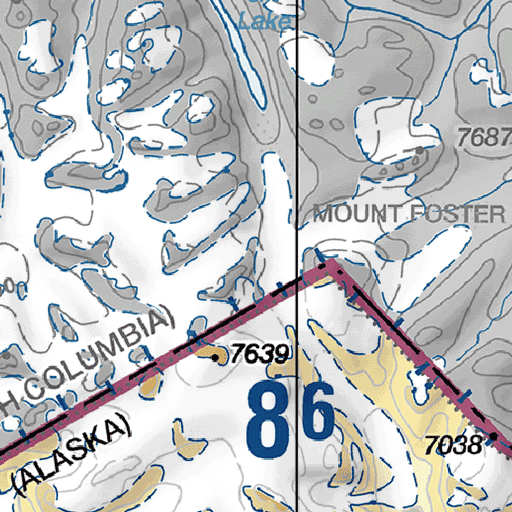 Lake
7687
MOUNT FOSTER
H COLUMBIA)
7639
86
(ALASKA)
7038